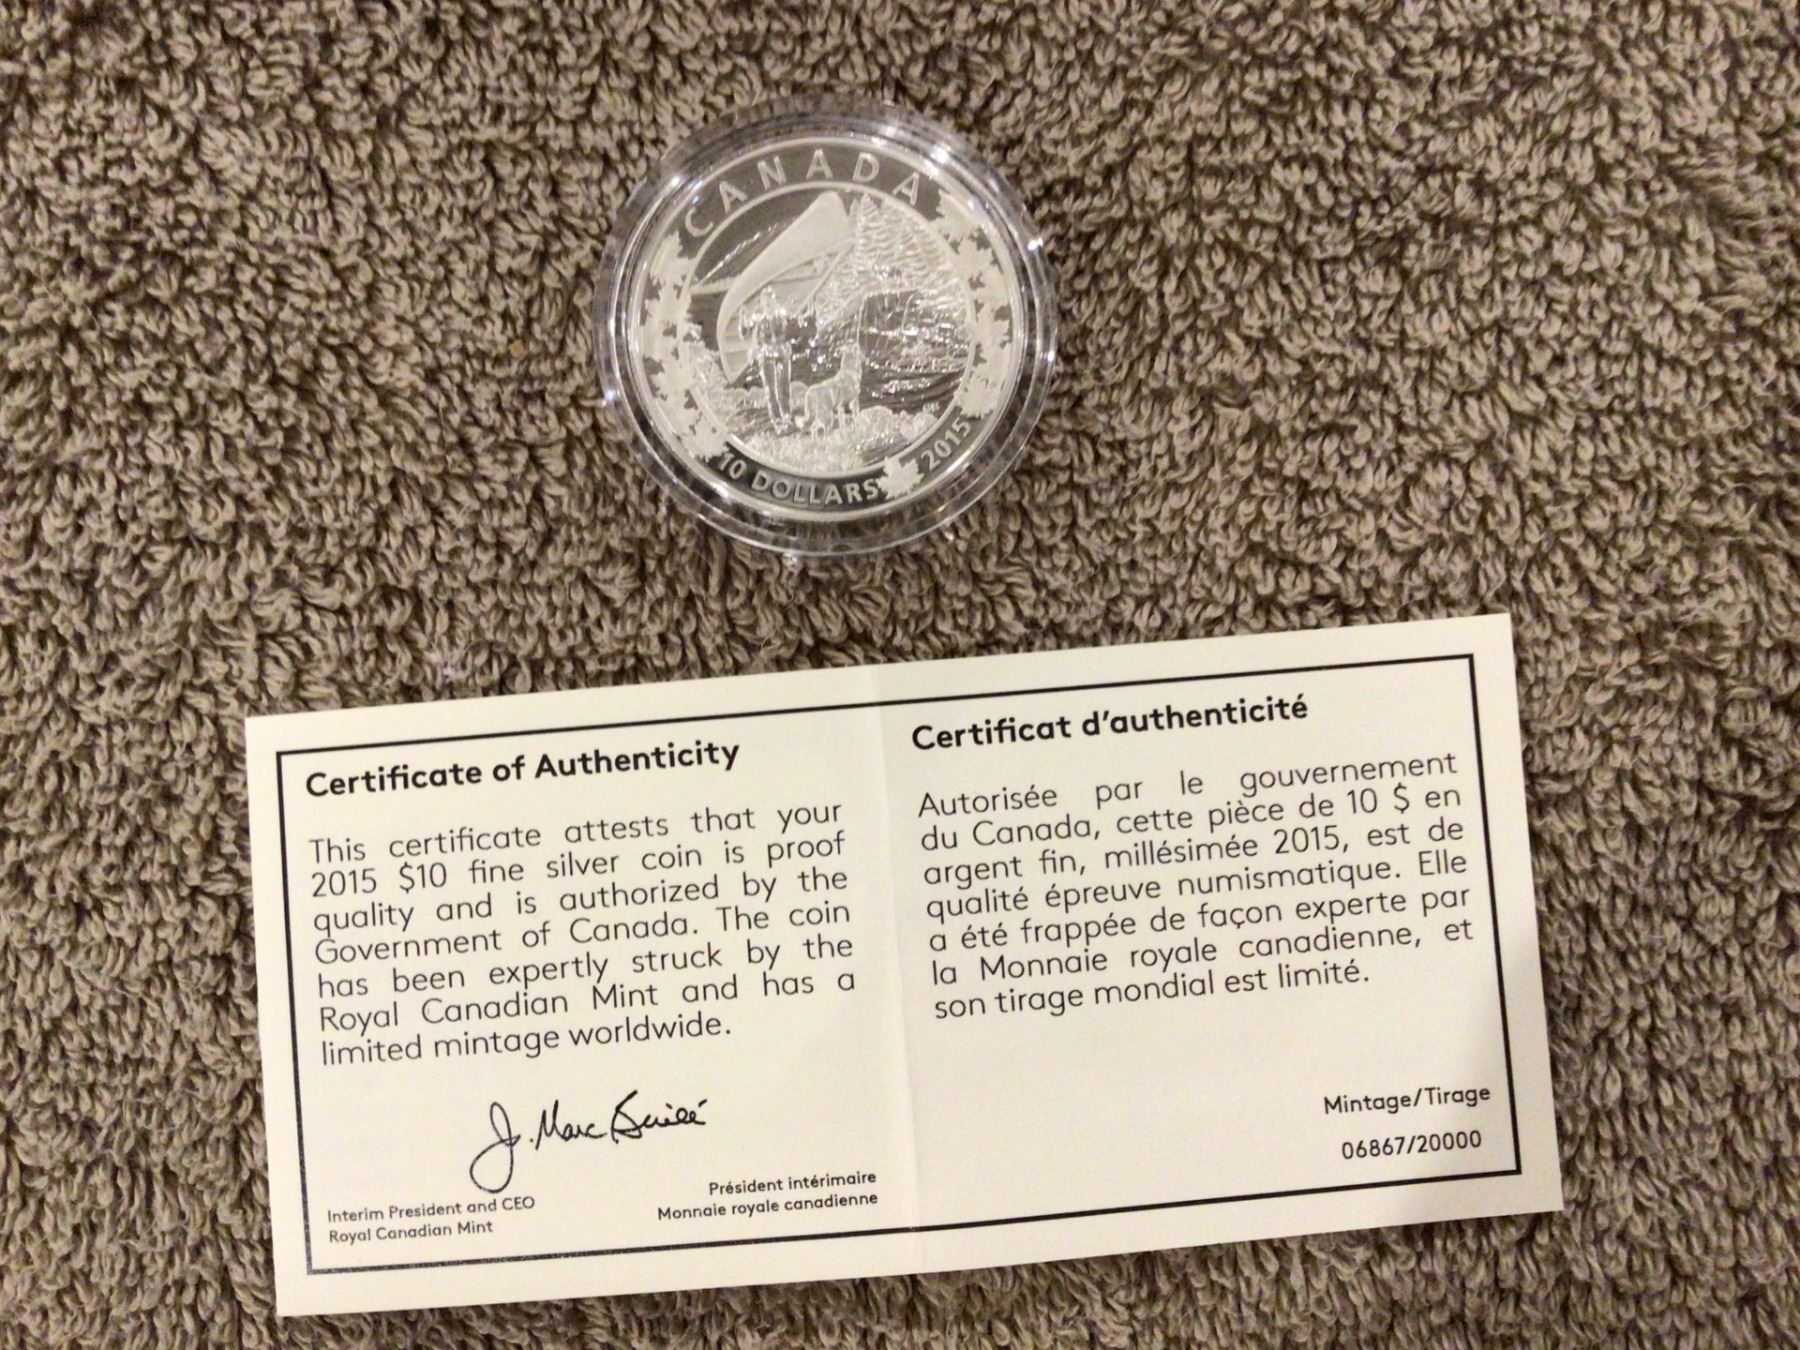 CANADA
10 DOLLARS 2015
Certificate of Authenticity
This certificate attests that your
2015 $10 fine silver coin is proof
quality and is authorized by the
Government of Canada. The coin
has been expertly struck by the
Royal Canadian Mint and has a
limited mintage worldwide.
Interim President and CEO
Royal Canadian Mint
Président intérimaire
Monnaie royale canadienne
Certificat d'authenticité
Autorisée par le gouvernement
du Canada, cette pièce de 10 $ en
argent fin, millésimée 2015, est de
qualité épreuve numismatique. Elle
a été frappée de façon experte par
la Monnaie royale canadienne, et
son tirage mondial est limité.
Mintage/Tirage
06867/20000